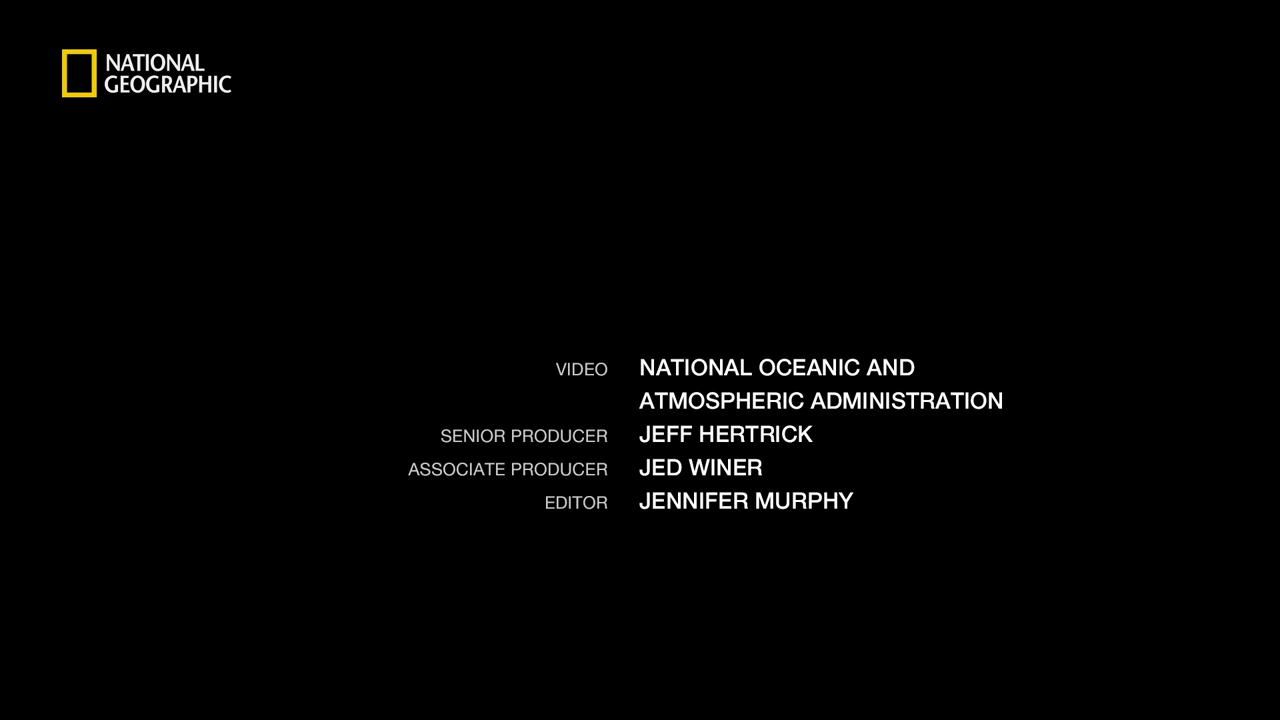 NATIONAL
GEOGRAPHIC
VIDEO NATIONAL OCEANIC AND
ATMOSPHERIC ADMINISTRATION
SENIOR PRODUCER JEFF HERTRICK
ASSOCIATE PRODUCER JED WINER
EDITOR JENNIFER MURPHY